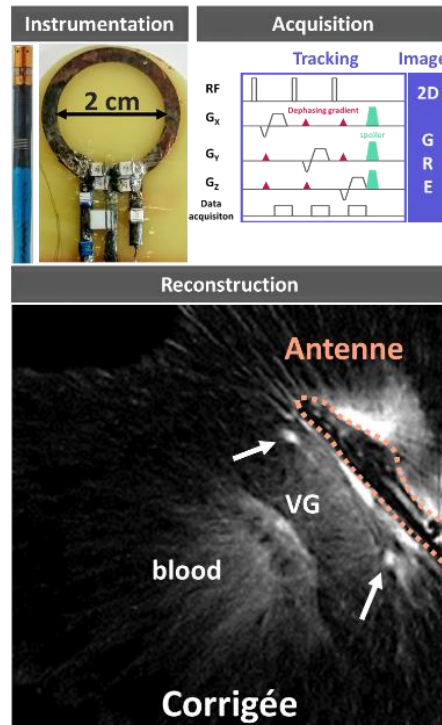 Instrumentation
Acquisition
2 cm
Tracking
Image
RF
Dephasing gradient
Gx
spoiler
GY
GZ
Data
acquisiton
2D
G
R
E
Reconstruction
Antenne
VG
blood
Corrigée